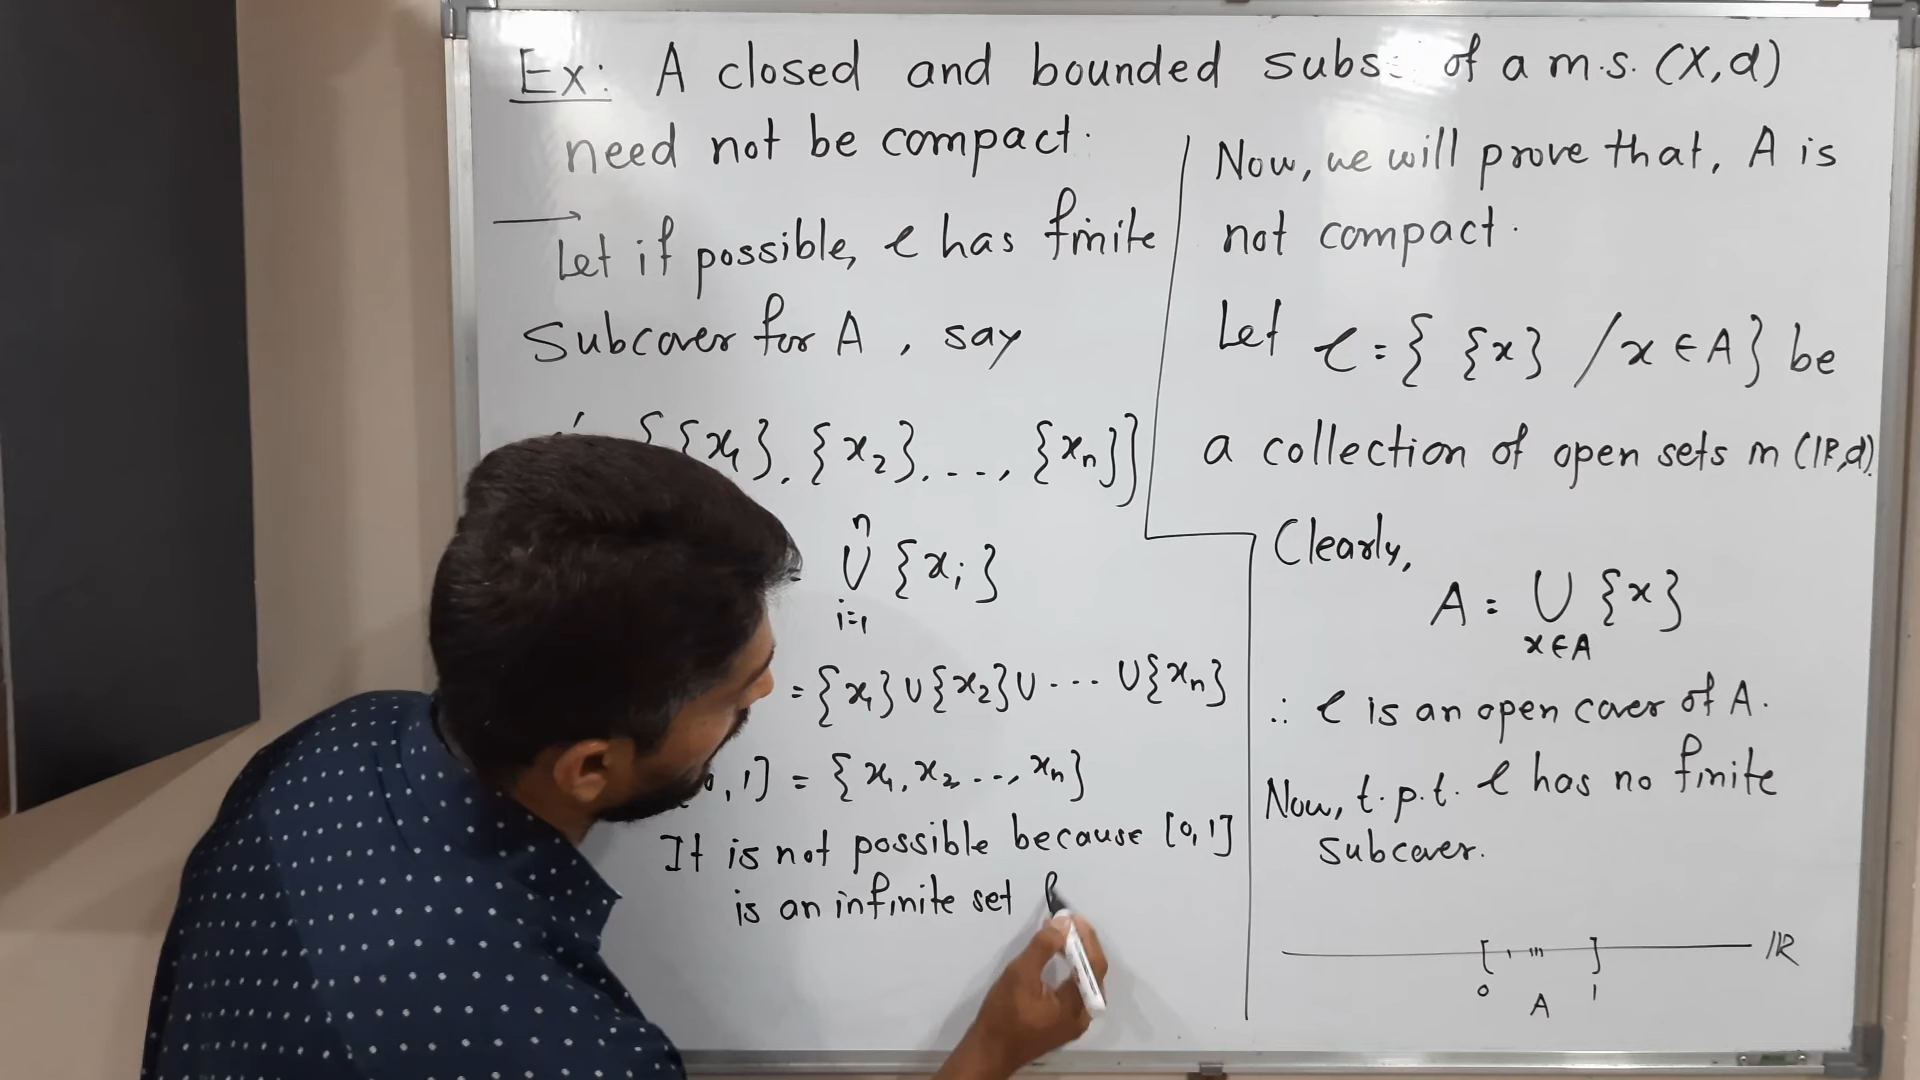 Ex: A closed and bounded subs of a m.s. (X,d)
need not be compact.
Let if possible, ℓ has finite
Subcover for A, say
{{x₁}, {x₂}, ..., {xₙ}}
n
∪ {xᵢ}
i=1
= {x₁} ∪ {x₂} ∪ ... ∪ {xₙ}
0, 1] = {x₁, x₂ ..., xₙ}
It is not possible because [0, 1]
is an infinite set
Now, we will prove that, A is
not compact.
Let ℓ = { {x} / x ∈ A} be
a collection of open sets in (ℝ,d).
Clearly,
A = ∪ {x}
x ∈ A
∴ ℓ is an open cover of A.
Now, t.p.t. ℓ has no finite
subcover.
[ ] ℝ
0 A 1